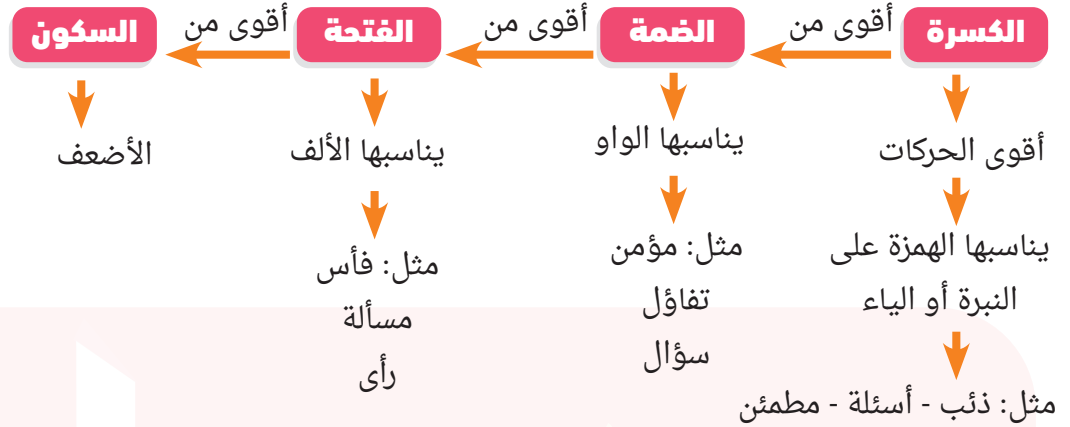 الكسرة أقوى من الضمة أقوى من الفتحة أقوى من السكون
أقوى الحركات
يناسبها الهمزة على
النبرة أو الياء
مثل: ذئب - أسئلة - مطمئن
يناسبها الواو
مثل: مؤمن
تفاؤل
سؤال
يناسبها الألف
مثل: فأس
مسألة
رأى
الأضعف